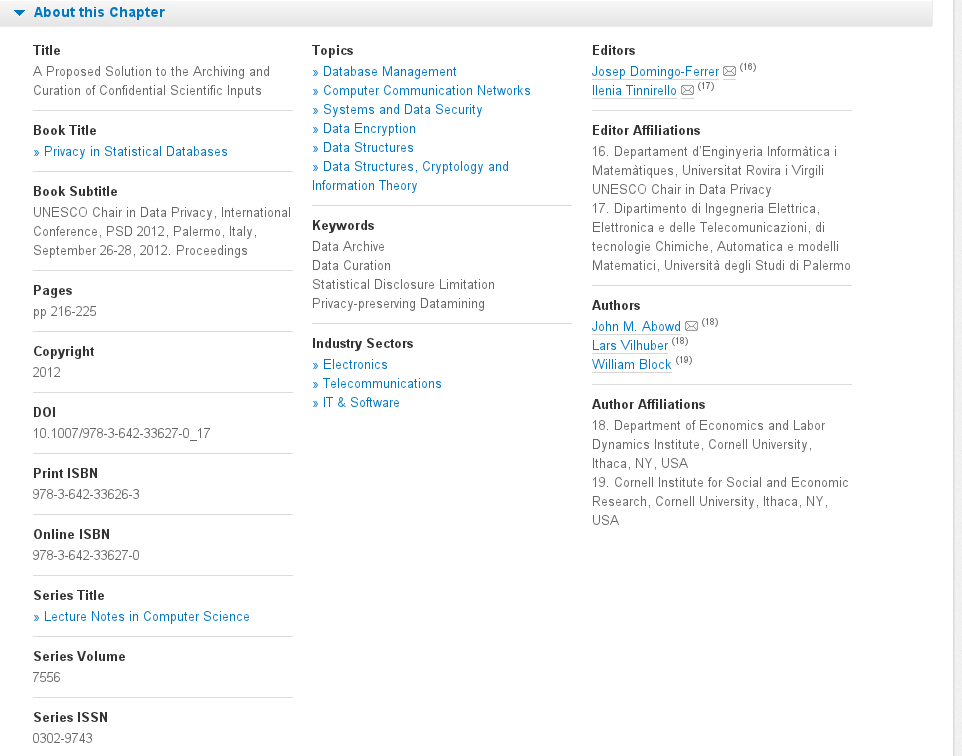 About this Chapter
Title
A Proposed Solution to the Archiving and
Curation of Confidential Scientific Inputs
Book Title
» Privacy in Statistical Databases
Book Subtitle
UNESCO Chair in Data Privacy, International
Conference, PSD 2012, Palermo, Italy,
September 26-28, 2012. Proceedings
Pages
pp 216-225
Copyright
2012
DOI
10.1007/978-3-642-33627-0_17
Print ISBN
978-3-642-33626-3
Online ISBN
978-3-642-33627-0
Series Title
» Lecture Notes in Computer Science
Series Volume
7556
Series ISSN
0302-9743
Topics
» Database Management
» Computer Communication Networks
» Systems and Data Security
» Data Encryption
» Data Structures
» Data Structures, Cryptology and
Information Theory
Keywords
Data Archive
Data Curation
Statistical Disclosure Limitation
Privacy-preserving Datamining
Industry Sectors
» Electronics
» Telecommunications
» IT & Software
Editors
Josep Domingo-Ferrer (16)
Ilenia Tinnirello (17)
Editor Affiliations
16. Departament d'Enginyeria Informàtica i
Matemàtiques, Universitat Rovira i Virgili
UNESCO Chair in Data Privacy
17. Dipartimento di Ingegneria Elettrica,
Elettronica e delle Telecomunicazioni, di
tecnologie Chimiche, Automatica e modelli
Matematici, Università degli Studi di Palermo
Authors
John M. Abowd (18)
Lars Vilhuber (18)
William Block (19)
Author Affiliations
18. Department of Economics and Labor
Dynamics Institute, Cornell University,
Ithaca, NY, USA
19. Cornell Institute for Social and Economic
Research, Cornell University, Ithaca, NY,
USA